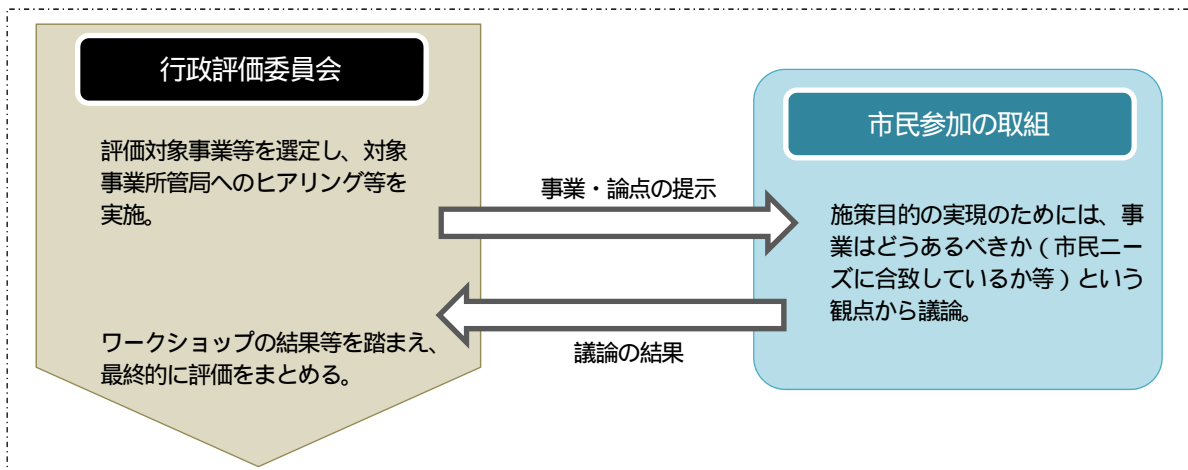 行政評価委員会
評価対象事業等を選定し、対象
事業所管局へのヒアリング等を
実施。
ワークショップの結果等を踏まえ、
最終的に評価をまとめる。
事業・論点の提示
議論の結果
市民参加の取組
施策目的の実現のためには、事
業はどうあるべきか（市民ニー
ズに合致しているか等）という
観点から議論。